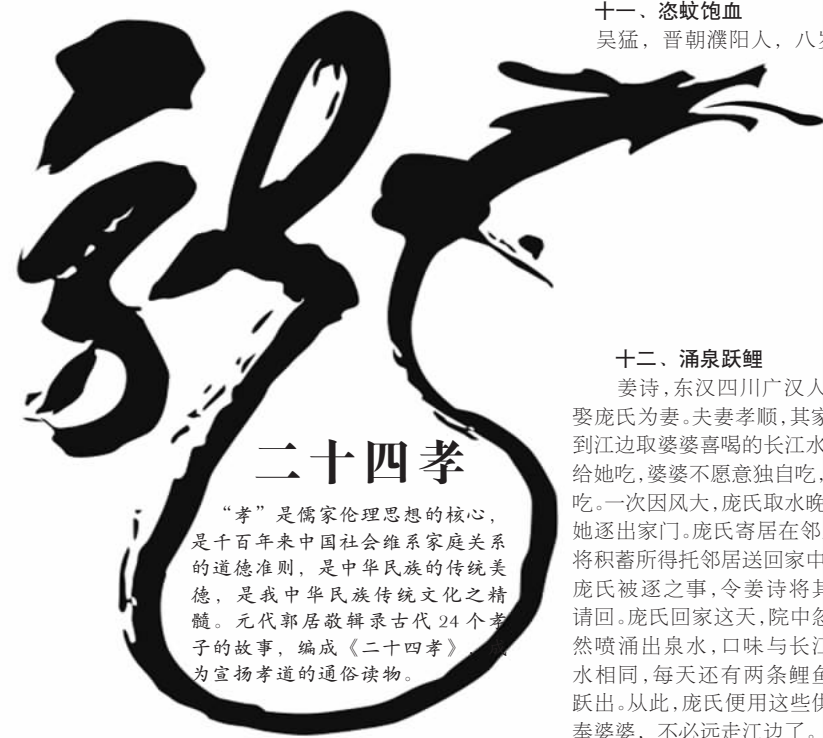 龍
二十四孝
“孝”是儒家伦理思想的核心，
是千百年来中国社会维系家庭关系
的道德准则，是中华民族的传统美
德，是我中华民族传统文化之精
髓。元代郭居敬辑录古代 24 个孝
子的故事，编成《二十四孝》，
为宣扬孝道的通俗读物。
十一、恣蚊饱血
吴猛，晋朝濮阳人，八岁
十二、涌泉跃鲤
姜诗，东汉四川广汉人
娶庞氏为妻。夫妻孝顺，其家
到江边取婆婆喜喝的长江水
给她吃，婆婆不愿意独自吃，
吃。一次因风大，庞氏取水晚
她逐出家门。庞氏寄居在邻
将积蓄所得托邻居送回家中
庞氏被逐之事，令姜诗将其
请回。庞氏回家这天，院中忽
然喷涌出泉水，口味与长江
水相同，每天还有两条鲤鱼
跃出。从此，庞氏便用这些供
奉婆婆，不必远走江边了。